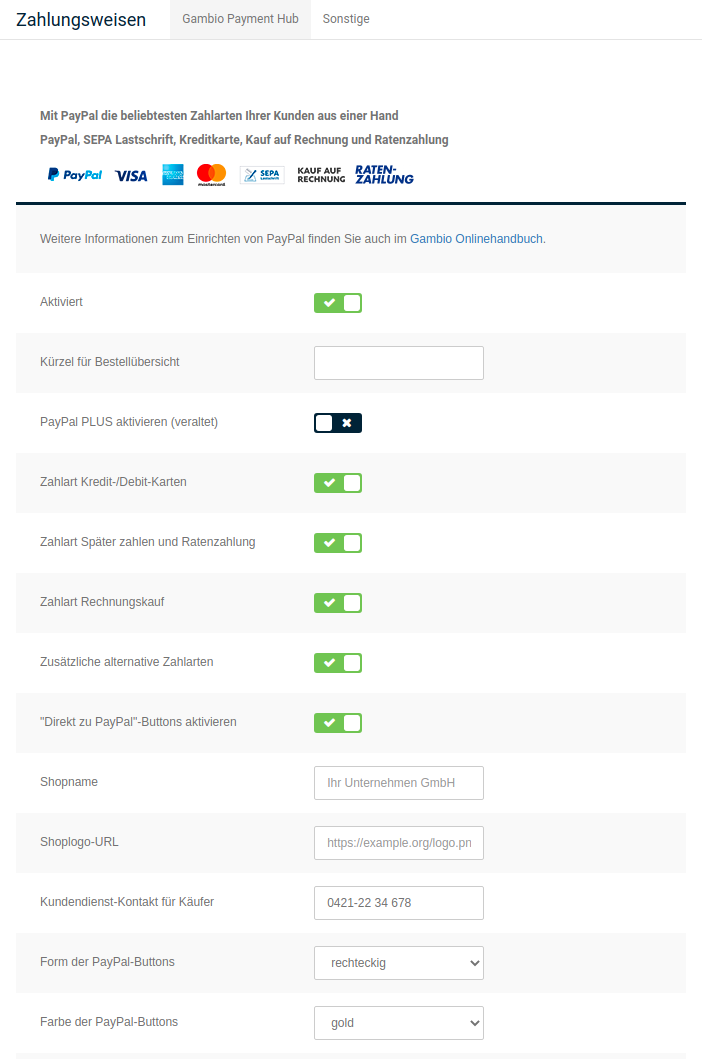 Zahlungsweisen Gambio Payment Hub Sonstige
Mit PayPal die beliebtesten Zahlarten Ihrer Kunden aus einer Hand
PayPal, SEPA Lastschrift, Kreditkarte, Kauf auf Rechnung und Ratenzahlung
PayPal VISA mastercard SEPA KAUF AUF RECHNUNG RATEN-ZAHLUNG
Weitere Informationen zum Einrichten von PayPal finden Sie auch im Gambio Onlinehandbuch.
Aktiviert
Kürzel für Bestellübersicht
PayPal PLUS aktivieren (veraltet)
Zahlart Kredit-/Debit-Karten
Zahlart Später zahlen und Ratenzahlung
Zahlart Rechnungskauf
Zusätzliche alternative Zahlarten
"Direkt zu PayPal"-Buttons aktivieren
Shopname Ihr Unternehmen GmbH
Shoplogo-URL https://example.org/logo.pn
Kundendienst-Kontakt für Käufer 0421-22 34 678
Form der PayPal-Buttons rechteckig
Farbe der PayPal-Buttons gold